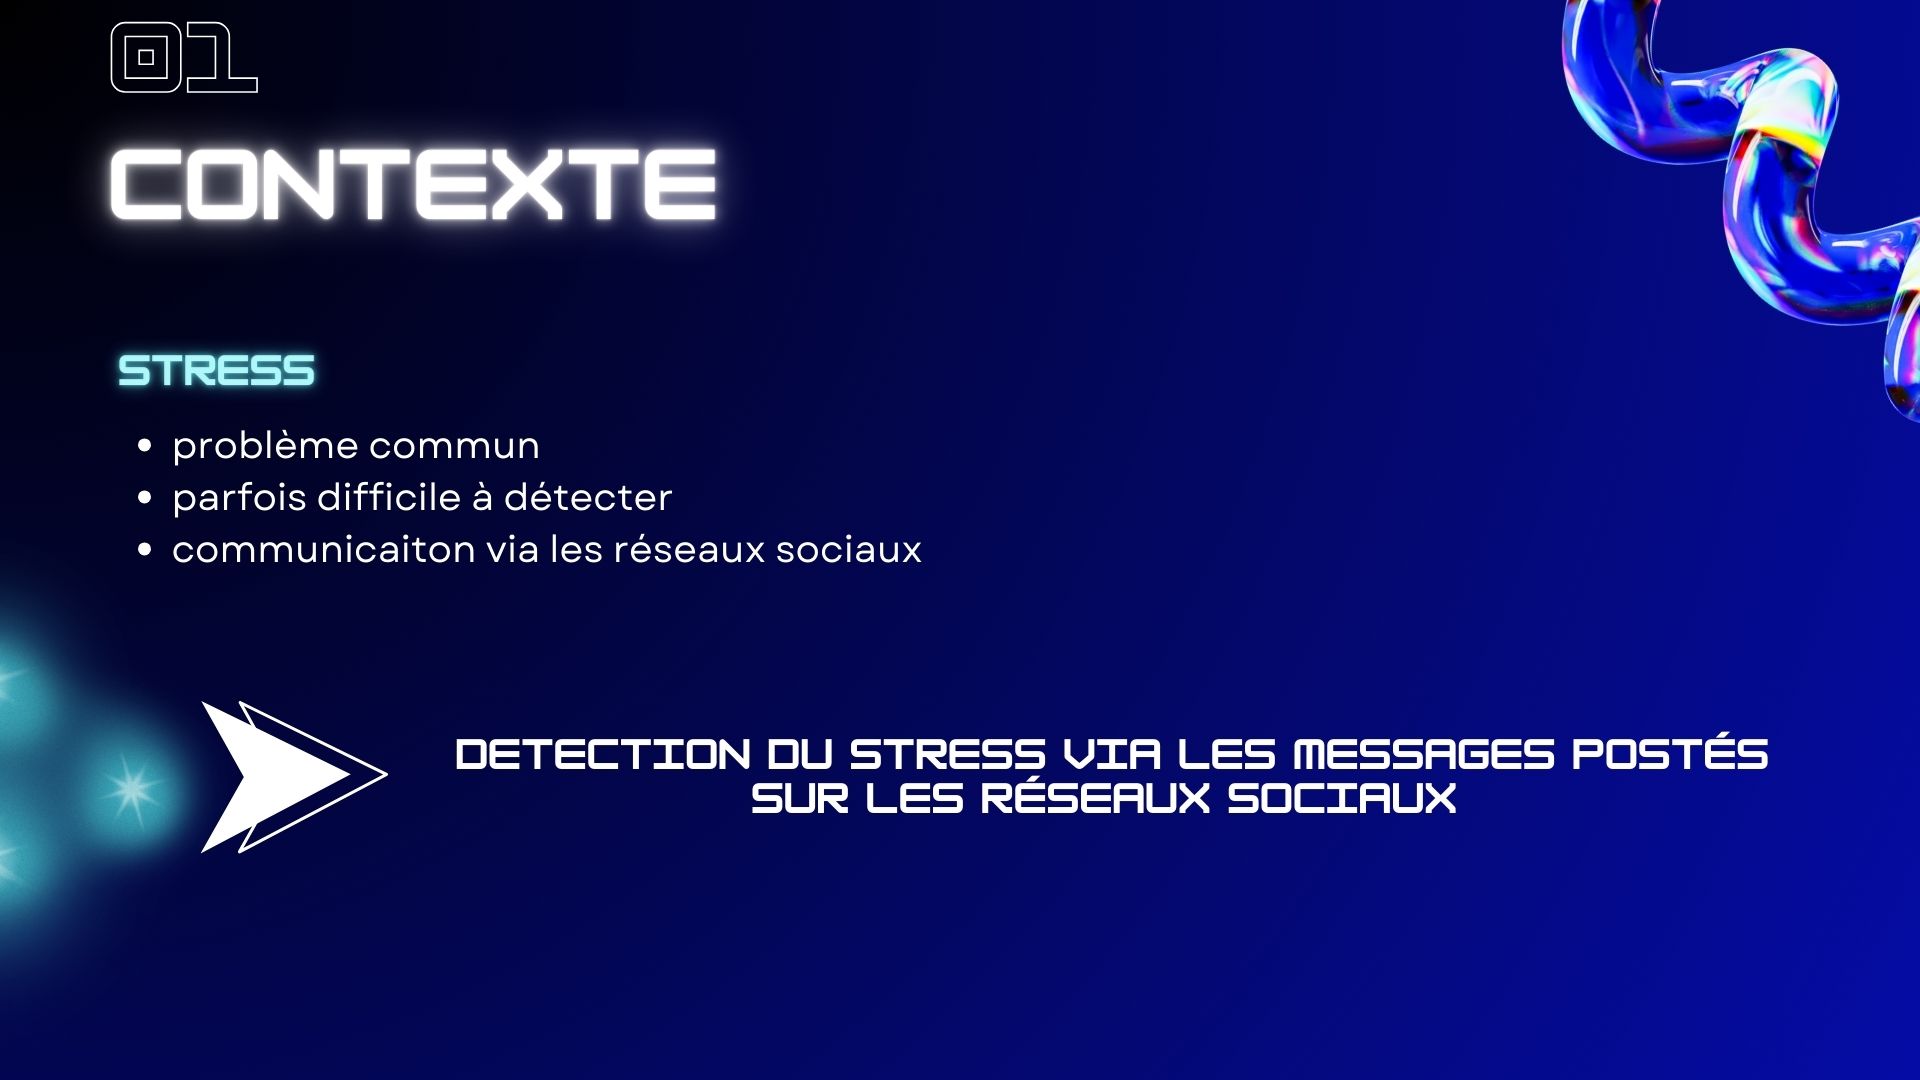 01
CONTEXTE
STRESS
• problème commun
• parfois difficile à détecter
• communicaiton via les réseaux sociaux
DETECTION DU STRESS VIA LES MESSAGES POSTÉS
SUR LES RÉSEAUX SOCIAUX